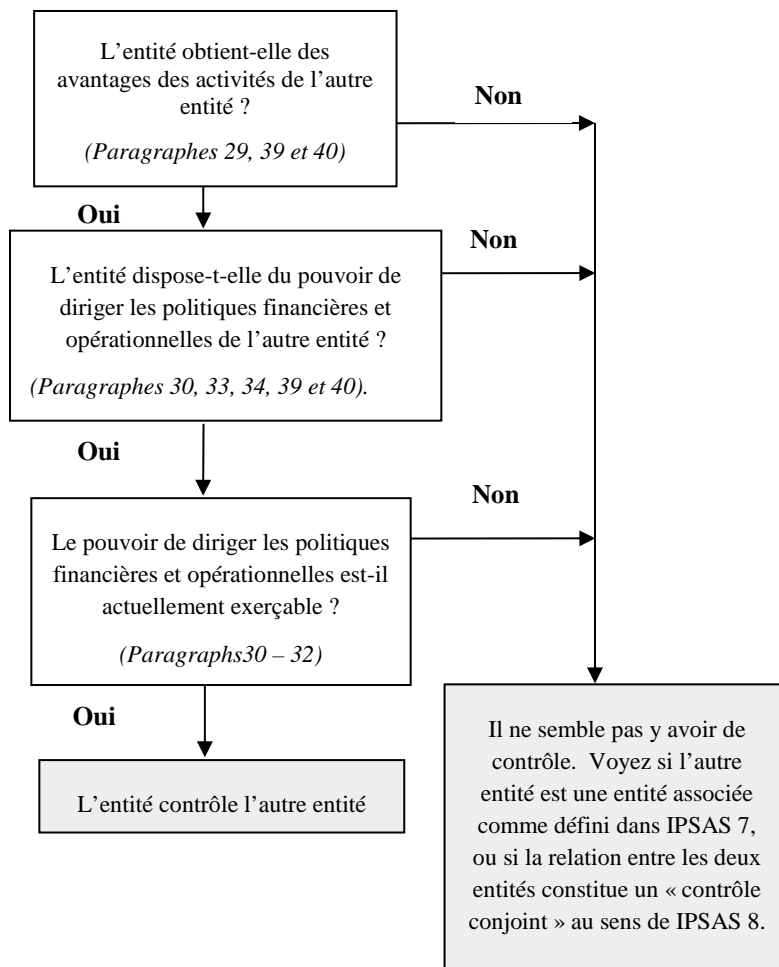 L’entité obtient-elle des
avantages des activités de l’autre
entité ?
(Paragraphes 29, 39 et 40)
Non
Oui
L’entité dispose-t-elle du pouvoir de
diriger les politiques financières et
opérationnelles de l’autre entité ?
(Paragraphes 30, 33, 34, 39 et 40).
Non
Oui
Le pouvoir de diriger les politiques
financières et opérationnelles est-il
actuellement exerçable ?
(Paragraphs30 – 32)
Non
Oui
L’entité contrôle l’autre entité
Il ne semble pas y avoir de
contrôle. Voyez si l’autre
entité est une entité associée
comme défini dans IPSAS 7,
ou si la relation entre les deux
entités constitue un « contrôle
conjoint » au sens de IPSAS 8.